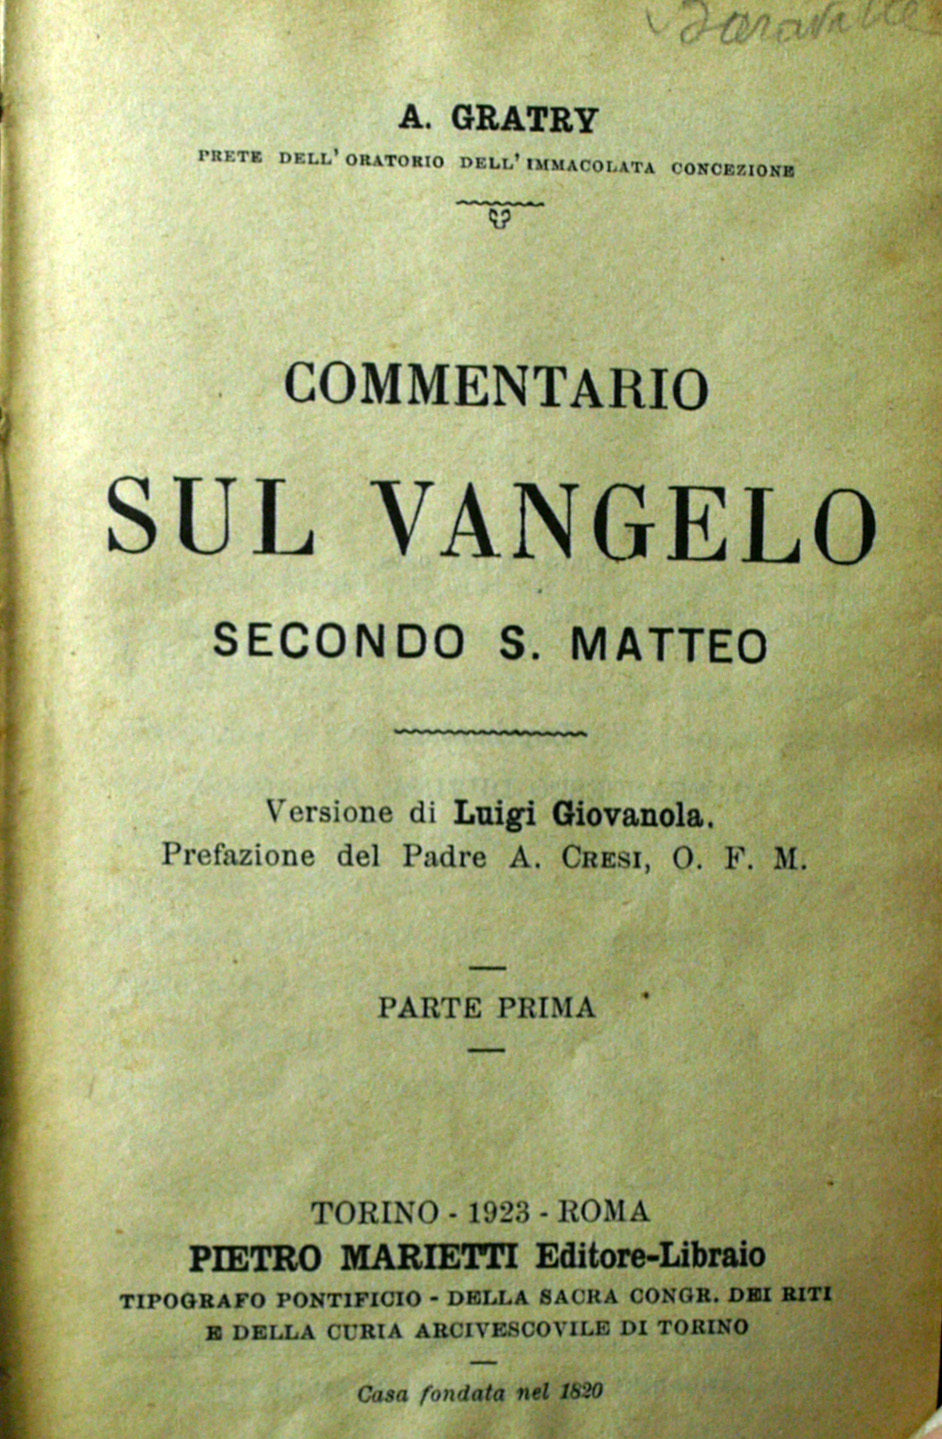 A. GRATRY
PRETE DELL' ORATORIO DELL' IMMACOLATA CONCEZIONE
COMMENTARIO
SUL VANGELO
SECONDO S. MATTEO
Versione di Luigi Giovanola.
Prefazione del Padre A. CRESI, O. F. M.
PARTE PRIMA
TORINO - 1923 - ROMA
PIETRO MARIETTI Editore-Libraio
TIPOGRAFO PONTIFICIO - DELLA SACRA CONGR. DEI RITI
E DELLA CURIA ARCIVESCOVILE DI TORINO
Casa fondata nel 1820